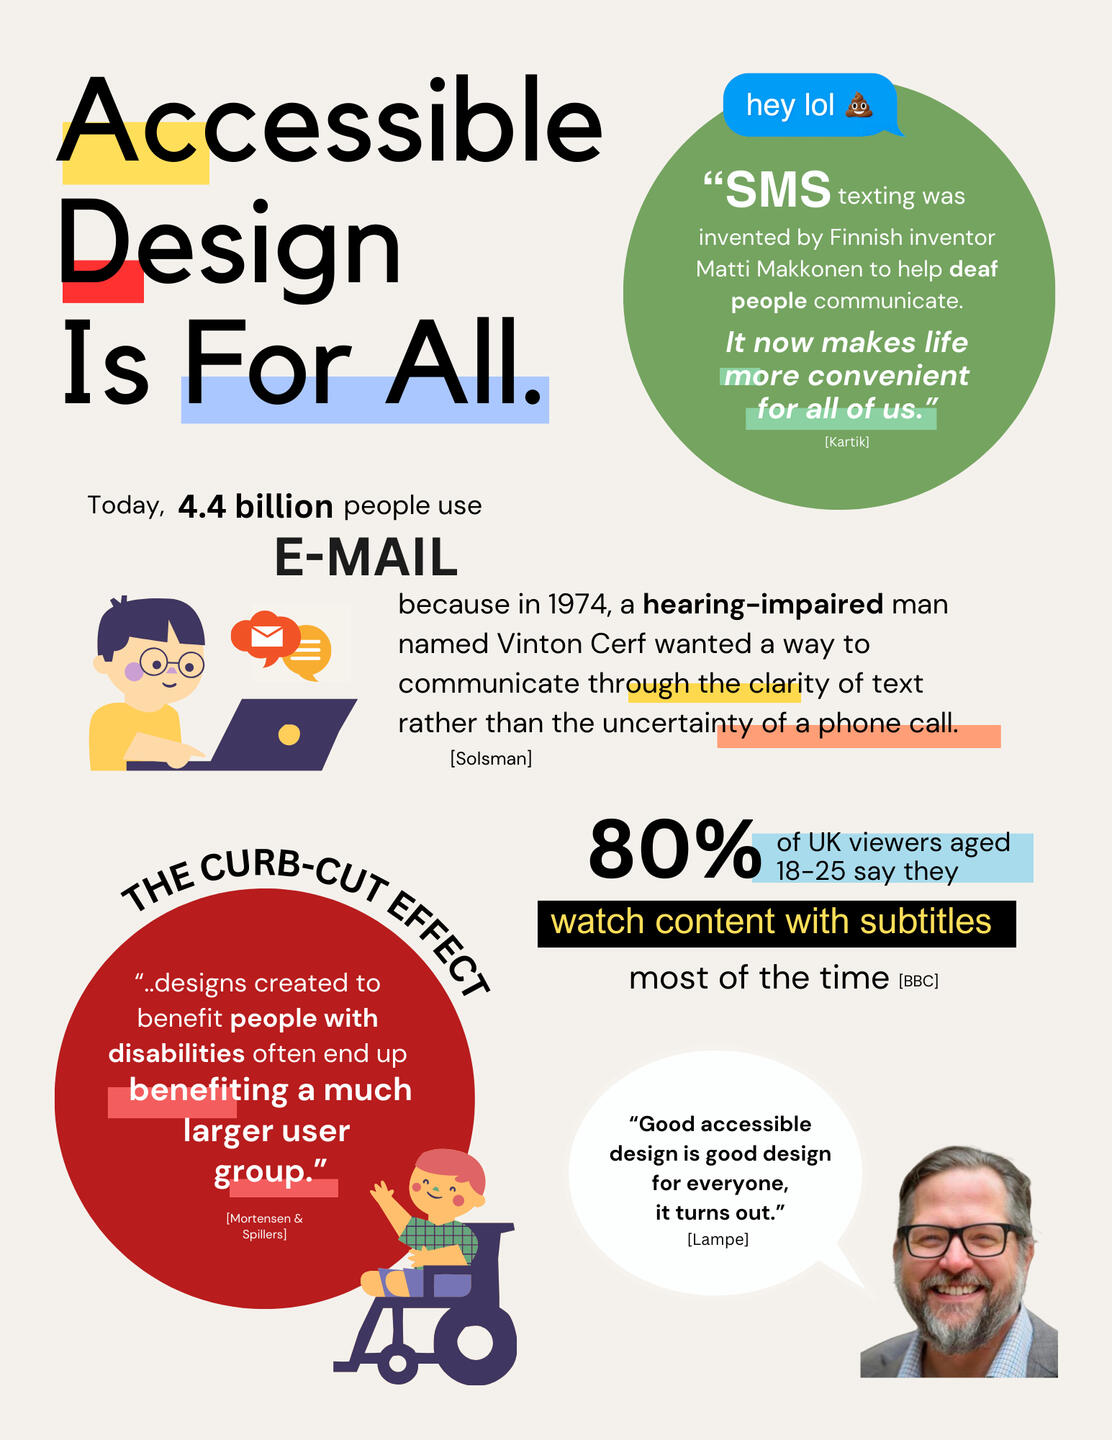 Accessible
Design
Is For All.
hey lol 💩
“SMS texting was
invented by Finnish inventor
Matti Makkonen to help deaf
people communicate.
It now makes life
more convenient
for all of us.”
[Kartik]
Today, 4.4 billion people use
E-MAIL
because in 1974, a hearing-impaired man
named Vinton Cerf wanted a way to
communicate through the clarity of text
rather than the uncertainty of a phone call.
[Solsman]
80% of UK viewers aged
18-25 say they
watch content with subtitles
most of the time [BBC]
THE CURB-CUT EFFECT
“..designs created to
benefit people with
disabilities often end up
benefiting a much
larger user
group.”
[Mortensen &
Spillers]
“Good accessible
design is good design
for everyone,
it turns out.”
[Lampe]